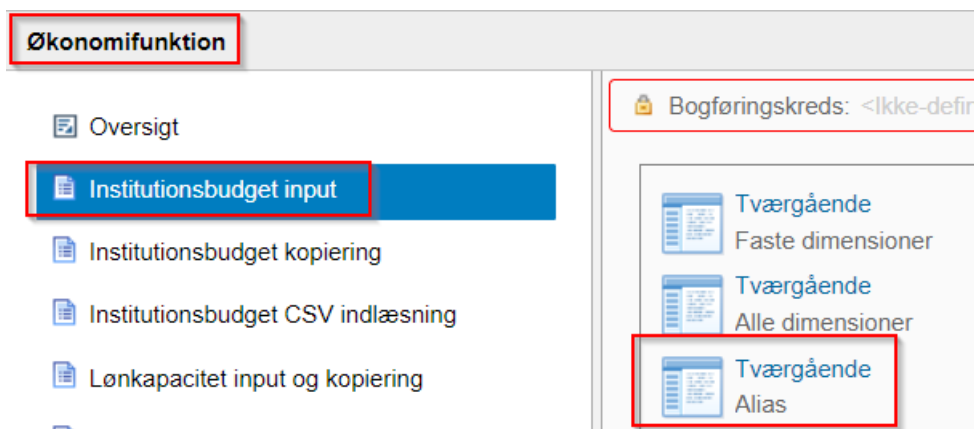 Økonomifunktion
Oversigt
Institutionsbudget input
Institutionsbudget kopiering
Institutionsbudget CSV indlæsning
Lønkapacitet input og kopiering
Bogføringskreds: <Ikke-defin
Tværgående
Faste dimensioner
Tværgående
Alle dimensioner
Tværgående
Alias